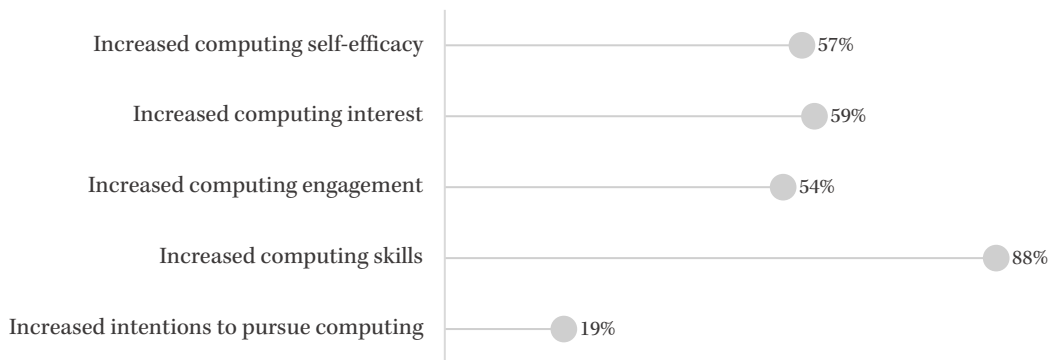 Increased computing self-efficacy 57%
Increased computing interest 59%
Increased computing engagement 54%
Increased computing skills 88%
Increased intentions to pursue computing 19%